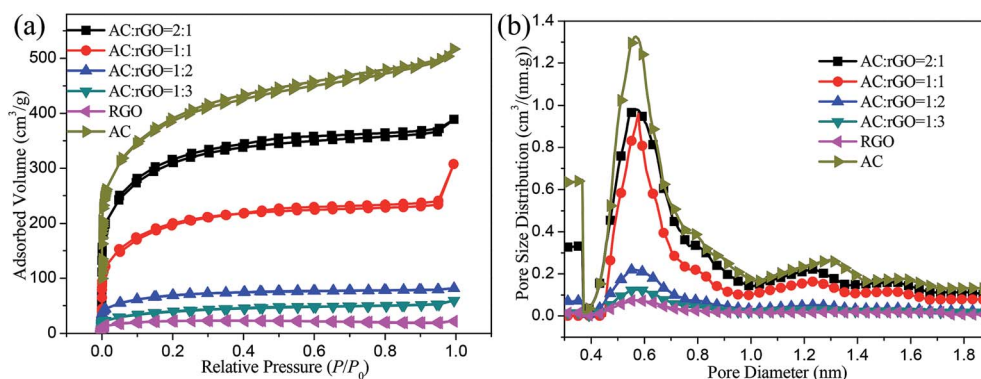 (a)
AC:rGO=2:1
AC:rGO=1:1
AC:rGO=1:2
AC:rGO=1:3
RGO
AC
500
400
300
200
100
0
0.0 0.2 0.4 0.6 0.8 1.0
Adsorbed Volume (cm³/g)
Relative Pressure (P/P₀)
(b)
AC:rGO=2:1
AC:rGO=1:1
AC:rGO=1:2
AC:rGO=1:3
RGO
AC
1.4
1.2
1.0
0.8
0.6
0.4
0.2
0.0
0.4 0.6 0.8 1.0 1.2 1.4 1.6 1.8
Pore Size Distribution (cm³/(nm.g))
Pore Diameter (nm)